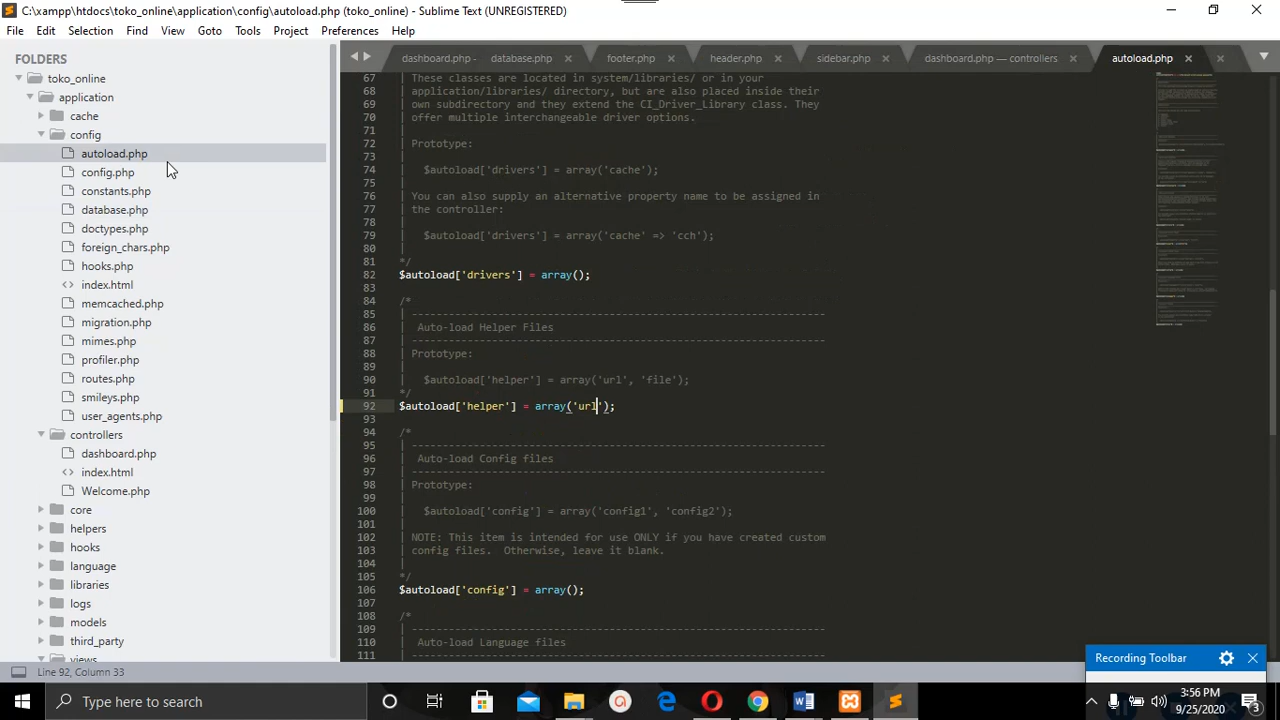 C:\xampp\htdocs\toko_online\application\config\autoload.php (toko_online) - Sublime Text (UNREGISTERED)
File Edit Selection Find View Goto Tools Project Preferences Help
FOLDERS
toko_online
application
cache
config
autoload.php
config.php
constants.php
database.php
doctypes.php
foreign_chars.php
hooks.php
index.html
memcached.php
migration.php
mimes.php
profiler.php
routes.php
smileys.php
user_agents.php
controllers
dashboard.php
index.html
Welcome.php
core
helpers
hooks
language
libraries
logs
models
third_party
views
dashboard.php - database.php footer.php header.php sidebar.php dashboard.php — controllers autoload.php
67 | These classes are located in system/libraries/ or in your
68 | application/libraries/ directory, but are also placed inside their
69 | own subdirectory and they extend the CI_Driver_Library class. They
70 | offer multiple interchangeable driver options.
71 |
72 | Prototype:
73 |
74 | $autoload['drivers'] = array('cache');
75 |
76 | You can also supply an alternative property name to be assigned in
77 | the controller:
78 |
79 | $autoload['drivers'] = array('cache' => 'cch');
80 |
81 */
82 $autoload['drivers'] = array();
83
84 /*
85 | -------------------------------------------------------------------
86 | Auto-load Helper Files
87 | -------------------------------------------------------------------
88 | Prototype:
89 |
90 | $autoload['helper'] = array('url', 'file');
91 */
92 $autoload['helper'] = array('url');
93
94 /*
95 | -------------------------------------------------------------------
96 | Auto-load Config files
97 | -------------------------------------------------------------------
98 | Prototype:
99 |
100 | $autoload['config'] = array('config1', 'config2');
101 |
102 | NOTE: This item is intended for use ONLY if you have created custom
103 | config files. Otherwise, leave it blank.
104 |
105 */
106 $autoload['config'] = array();
107
108 /*
109 | -------------------------------------------------------------------
110 | Auto-load Language files
111 | -------------------------------------------------------------------
Recording Toolbar
Line 92, Column 33
Type here to search
3:56 PM
9/25/2020
3